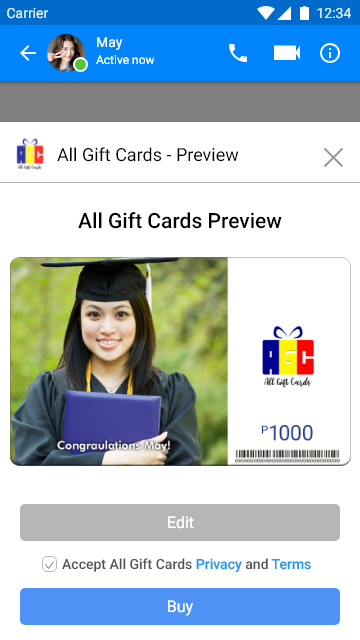 Carrier
12:34
May
Active now
AGC
All Gift Cards
All Gift Cards - Preview
All Gift Cards Preview
AGC
All Gift Cards
₱1000
Congraulations May!
Edit
Accept All Gift Cards Privacy and Terms
Buy